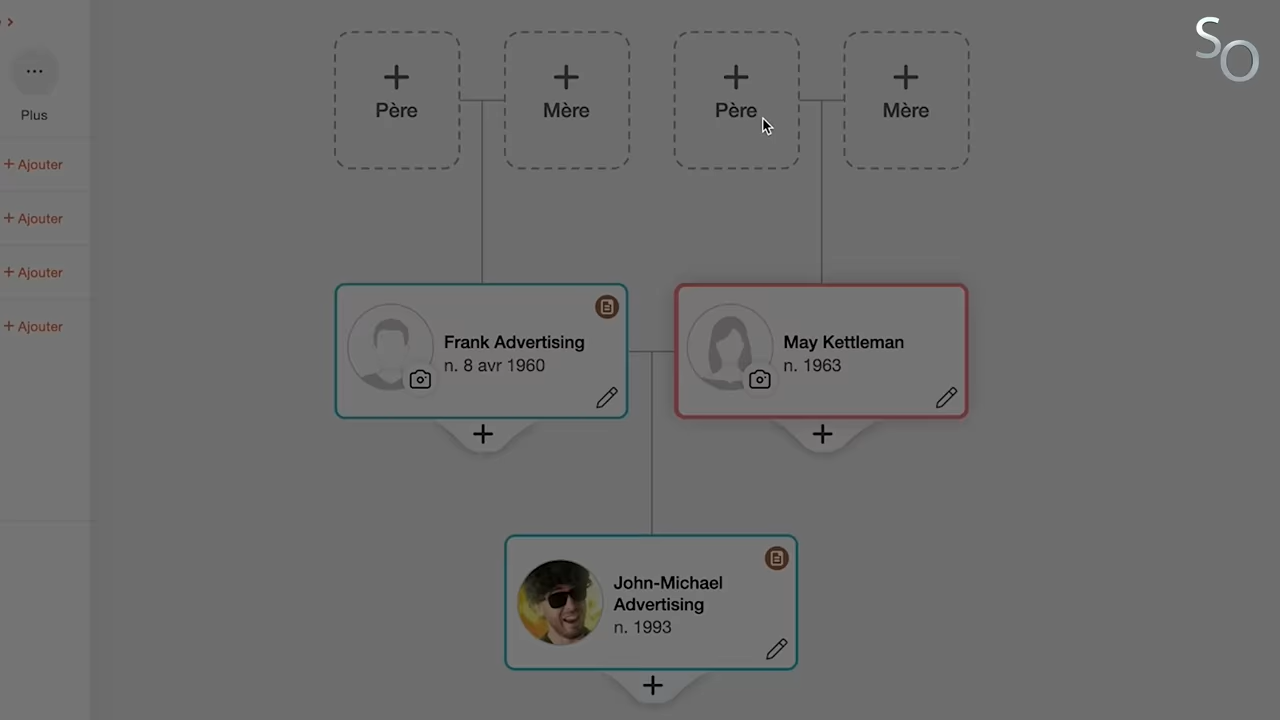 SO
Plus
+ Ajouter
+ Ajouter
+ Ajouter
+ Ajouter
Père
Mère
Père
Mère
Frank Advertising
n. 8 avr 1960
May Kettleman
n. 1963
John-Michael
Advertising
n. 1993